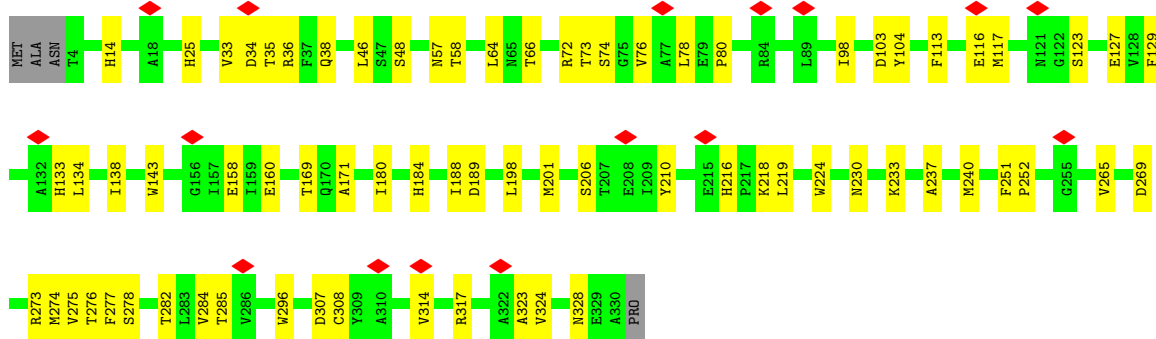 MET ALA ASN T4 H14 A18 H25 V33 D34 T35 R36 F37 Q38 L46 S47 S48 N57 T58 L64 N65 T66 R72 T73 S74 G75 V76 A77 L78 E79 P80 R84 L89 I98 D103 Y104 F113 E116 M117 N121 G122 S123 E127 V128 F129
A132 H133 L134 I138 W143 G156 I157 E158 I159 E160 T169 Q170 A171 I180 H184 I188 D189 L198 M201 S206 T207 E208 I209 Y210 E215 H216 P217 K218 L219 W224 N230 K233 A237 M240 F251 P252 G255 V265 D269
R273 M274 V275 T276 F277 S278 T282 L283 V284 T285 V286 W296 D307 C308 Y309 A310 V314 R317 A322 A323 V324 N328 E329 A330 PRO